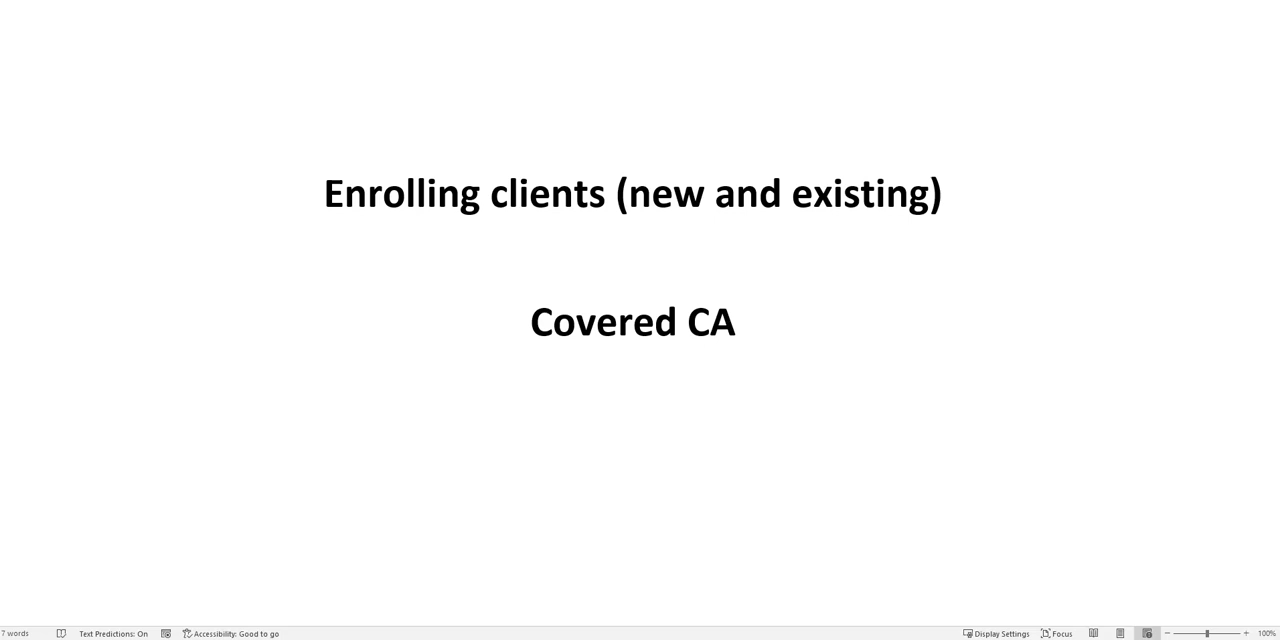 Enrolling clients (new and existing)
Covered CA
7 words Text Predictions: On Accessibility: Good to go Display Settings Focus 100%